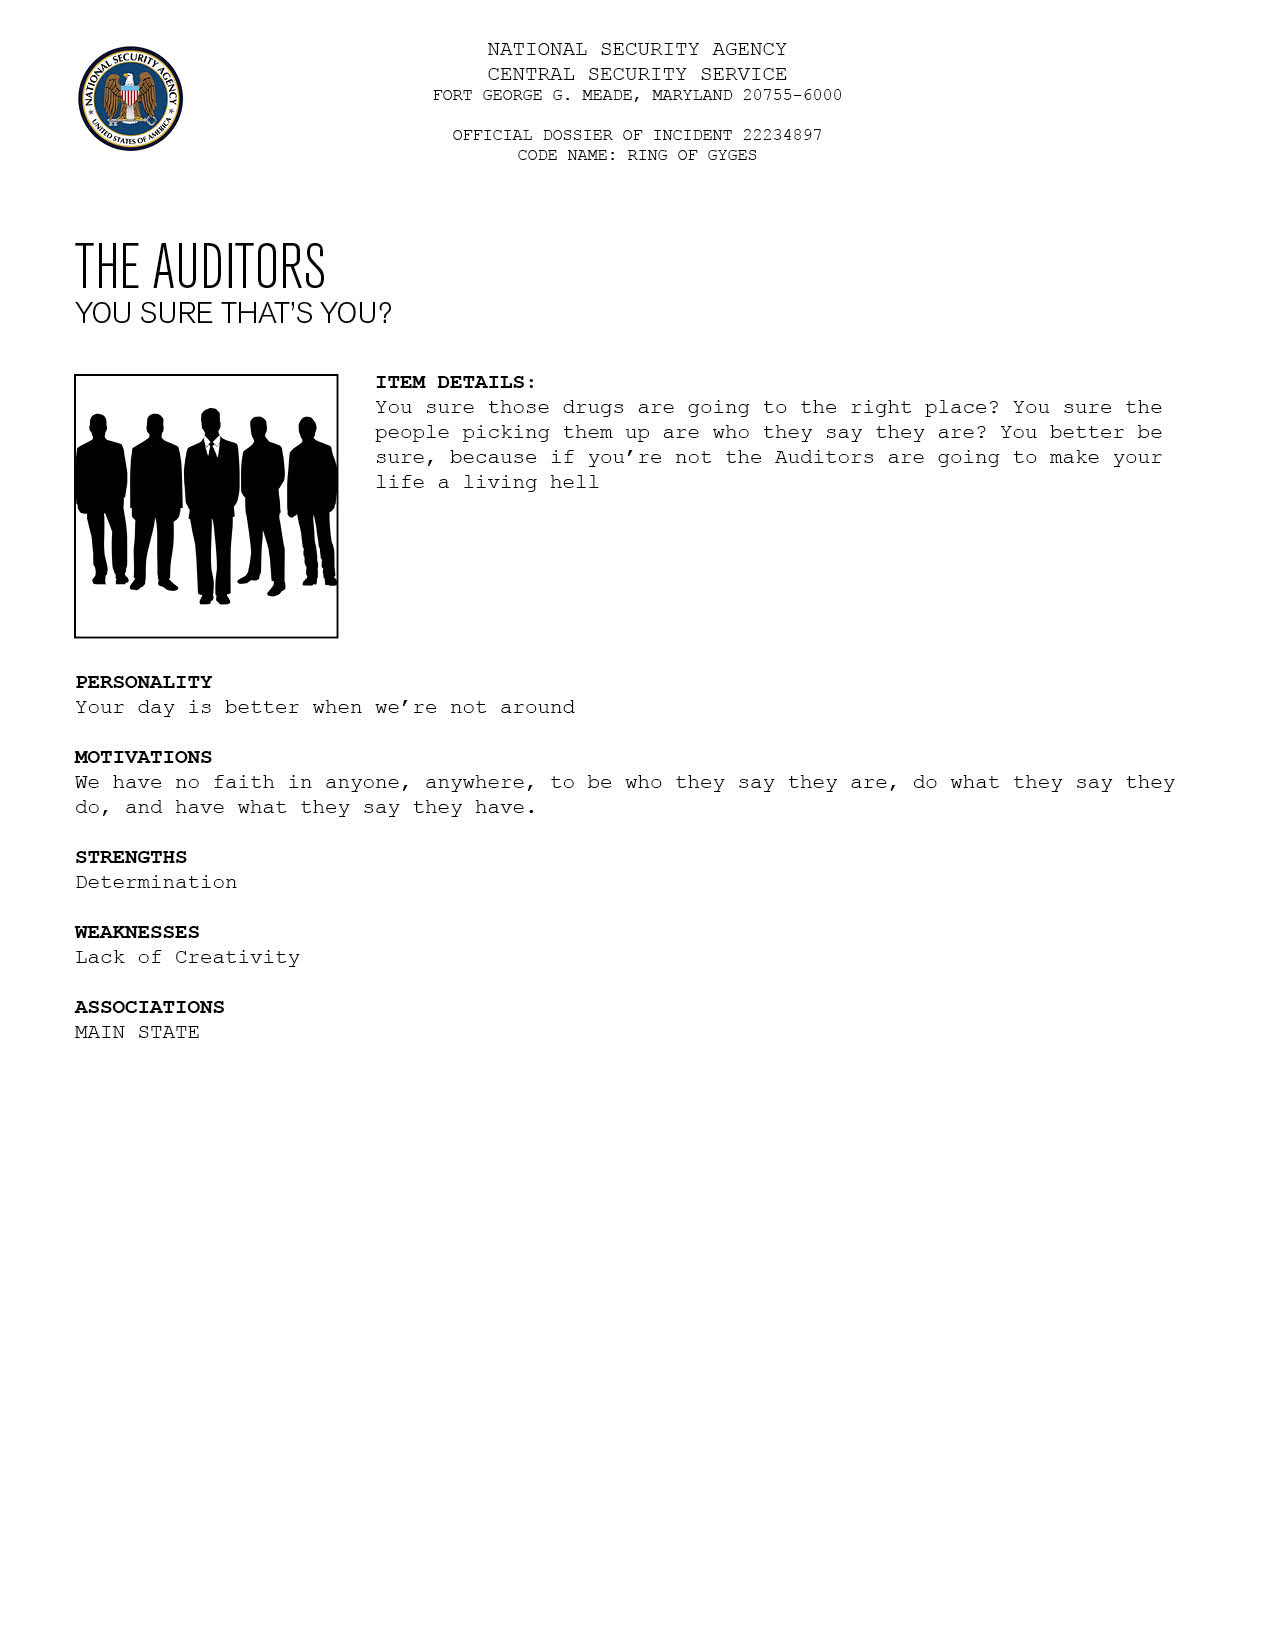 NATIONAL SECURITY AGENCY
UNITED STATES OF AMERICA
NATIONAL SECURITY AGENCY
CENTRAL SECURITY SERVICE
FORT GEORGE G. MEADE, MARYLAND 20755-6000
OFFICIAL DOSSIER OF INCIDENT 22234897
CODE NAME: RING OF GYGES
THE AUDITORS
YOU SURE THAT’S YOU?
ITEM DETAILS:
You sure those drugs are going to the right place? You sure the
people picking them up are who they say they are? You better be
sure, because if you’re not the Auditors are going to make your
life a living hell
PERSONALITY
Your day is better when we’re not around
MOTIVATIONS
We have no faith in anyone, anywhere, to be who they say they are, do what they say they
do, and have what they say they have.
STRENGTHS
Determination
WEAKNESSES
Lack of Creativity
ASSOCIATIONS
MAIN STATE